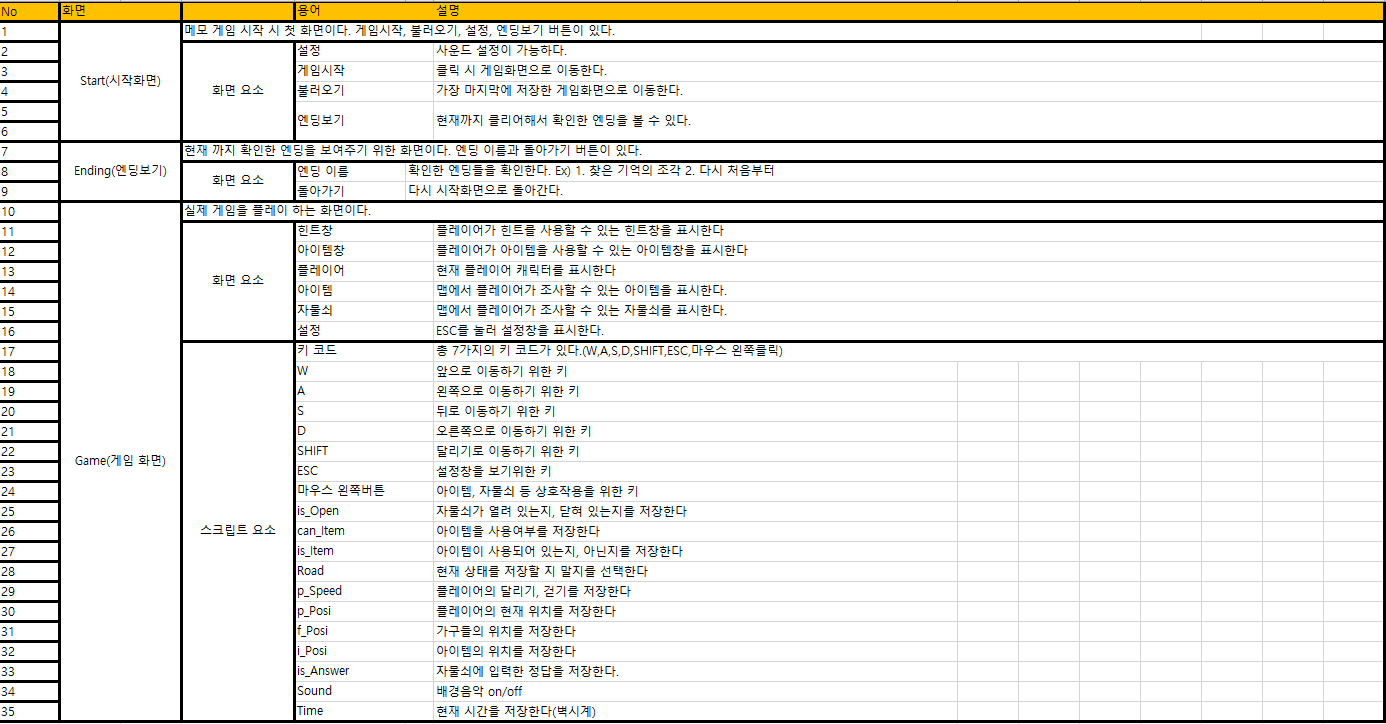 No 화면 용어 설명
1 메모 게임 시작 시 첫 화면이다. 게임시작, 불러오기, 설정, 엔딩보기 버튼이 있다.
2 설정 사운드 설정이 가능하다.
3 게임시작 클릭 시 게임화면으로 이동한다.
Start(시작화면)
4 화면 요소 불러오기 가장 마지막에 저장한 게임화면으로 이동한다.
5
엔딩보기 현재까지 클리어해서 확인한 엔딩을 볼 수 있다.
6
7 현재 까지 확인한 엔딩을 보여주기 위한 화면이다. 엔딩 이름과 돌아가기 버튼이 있다.
8 Ending(엔딩보기) 엔딩 이름 확인한 엔딩들을 확인한다. Ex) 1. 찾은 기억의 조각 2. 다시 처음부터
화면 요소
9 돌아가기 다시 시작화면으로 돌아간다.
10 실제 게임을 플레이 하는 화면이다.
11 힌트창 플레이어가 힌트를 사용할 수 있는 힌트창을 표시한다
12 아이템창 플레이어가 아이템을 사용할 수 있는 아이템창을 표시한다
13 플레이어 현재 플레이어 캐릭터를 표시한다
화면 요소
14 아이템 맵에서 플레이어가 조사할 수 있는 아이템을 표시한다.
15 자물쇠 맵에서 플레이어가 조사할 수 있는 자물쇠를 표시한다.
16 설정 ESC를 눌러 설정창을 표시한다.
17 키 코드 총 7가지의 키 코드가 있다.(W,A,S,D,SHIFT,ESC,마우스 왼쪽클릭)
18 W 앞으로 이동하기 위한 키
19 A 왼쪽으로 이동하기 위한 키
20 S 뒤로 이동하기 위한 키
21 D 오른쪽으로 이동하기 위한 키
22 SHIFT 달리기로 이동하기 위한 키
Game(게임 화면)
23 ESC 설정창을 보기위한 키
24 마우스 왼쪽버튼 아이템, 자물쇠 등 상호작용을 위한 키
25 is_Open 자물쇠가 열려 있는지, 닫혀 있는지를 저장한다
26 스크립트 요소 can_Item 아이템을 사용여부를 저장한다
27 is_Item 아이템이 사용되어 있는지, 아닌지를 저장한다
28 Road 현재 상태를 저장할 지 말지를 선택한다
29 p_Speed 플레이어의 달리기, 걷기를 저장한다
30 p_Posi 플레이어의 현재 위치를 저장한다
31 f_Posi 가구들의 위치를 저장한다
32 i_Posi 아이템의 위치를 저장한다
33 is_Answer 자물쇠에 입력한 정답을 저장한다.
34 Sound 배경음악 on/off
35 Time 현재 시간을 저장한다(벽시계)